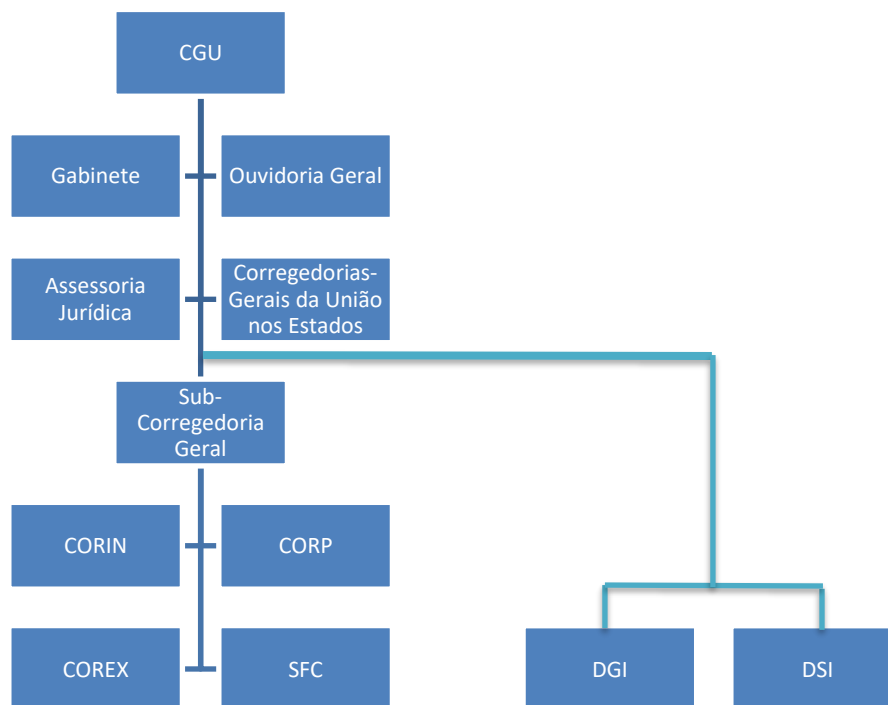 CGU
Gabinete
Ouvidoria Geral
Assessoria
Jurídica
Corregedorias-
Gerais da União
nos Estados
Sub-
Corregedoria
Geral
CORIN
CORP
COREX
SFC
DGI
DSI